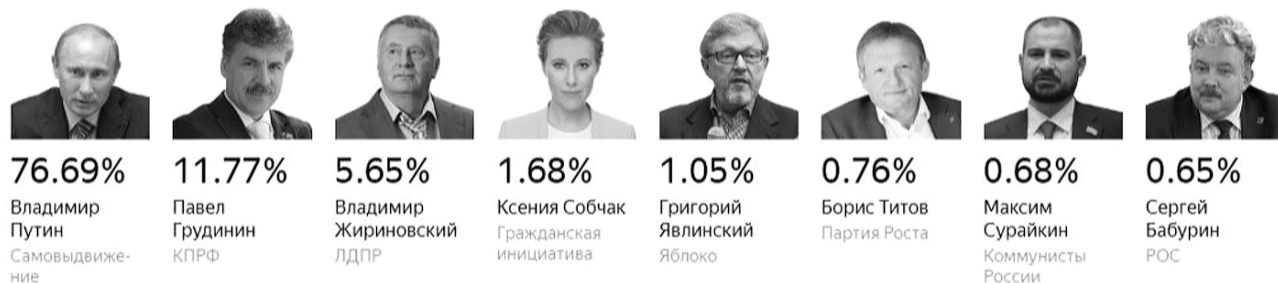 76.69%
Владимир
Путин
Самовыдвиже-
ние
11.77%
Павел
Грудинин
КПРФ
5.65%
Владимир
Жириновский
ЛДПР
1.68%
Ксения Собчак
Гражданская
инициатива
1.05%
Григорий
Явлинский
Яблоко
0.76%
Борис Титов
Партия Роста
0.68%
Максим
Сурайкин
Коммунисты
России
0.65%
Сергей
Бабурин
РОС